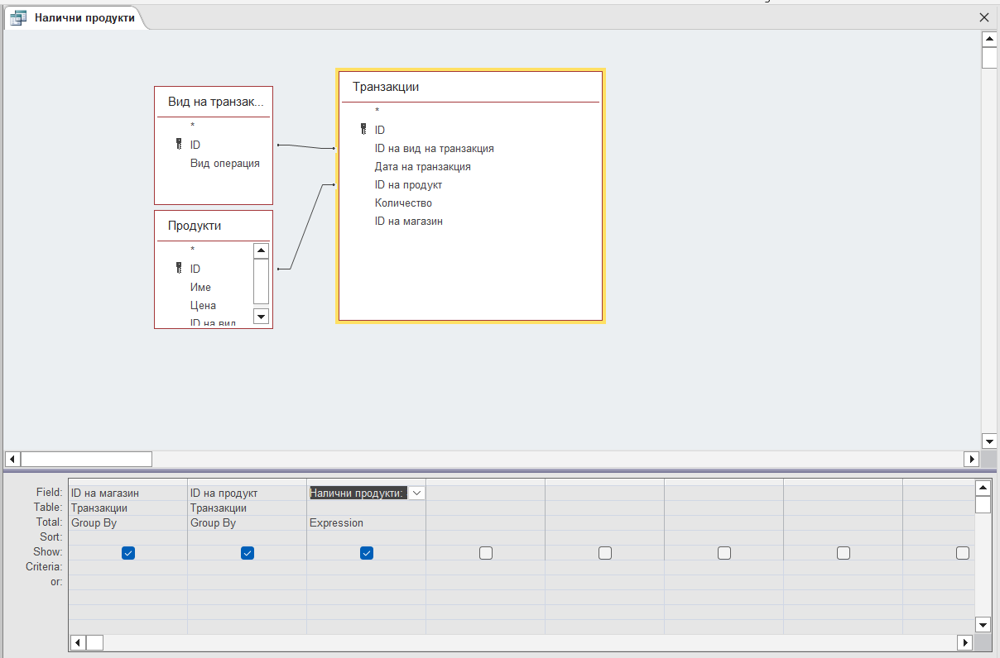 Налични продукти
Вид на транзак...
*
ID
Вид операция
Транзакции
*
ID
ID на вид на транзакция
Дата на транзакция
ID на продукт
Количество
ID на магазин
Продукти
*
ID
Име
Цена
ID на вид
Field: ID на магазин ID на продукт Налични продукти:
Table: Транзакции Транзакции
Total: Group By Group By Expression
Sort:
Show:
Criteria:
or: